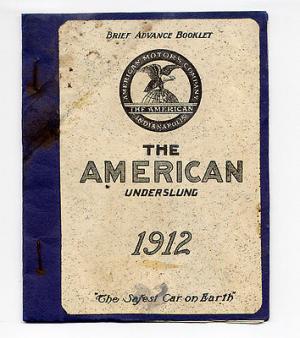 BRIEF ADVANCE BOOKLET
AMERICAN MOTORS COMPANY
THE AMERICAN
INDIANAPOLIS
THE
AMERICAN
UNDERSLUNG
1912
"The Safest Car on Earth"